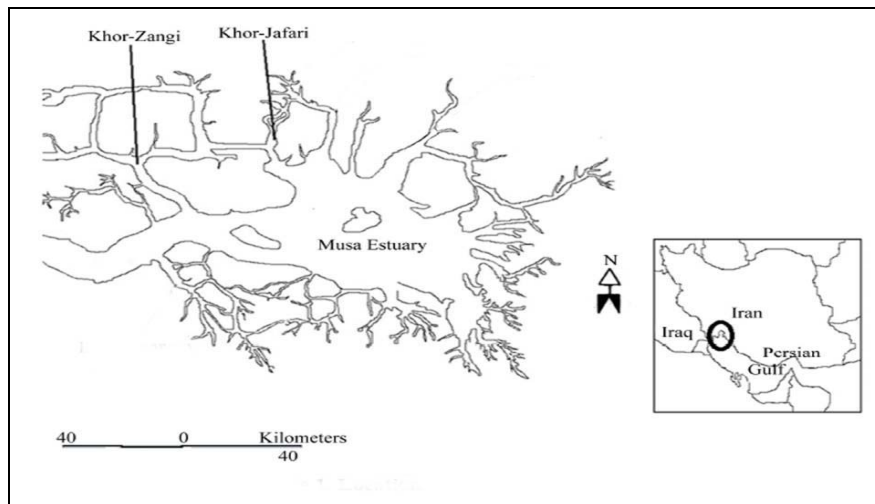 Khor-Zangi
Khor-Jafari
Musa Estuary
N
Iran
Iraq
Persian
Gulf
40 0 Kilometers
40